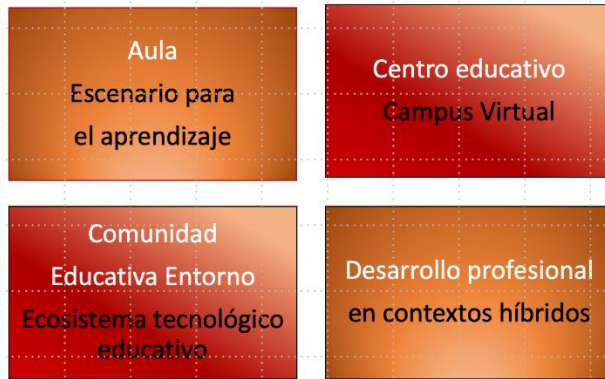 Aula
Escenario para
el aprendizaje
Centro educativo
Campus Virtual
Comunidad
Educativa Entorno
Ecosistema tecnológico
educativo
Desarrollo profesional
en contextos híbridos